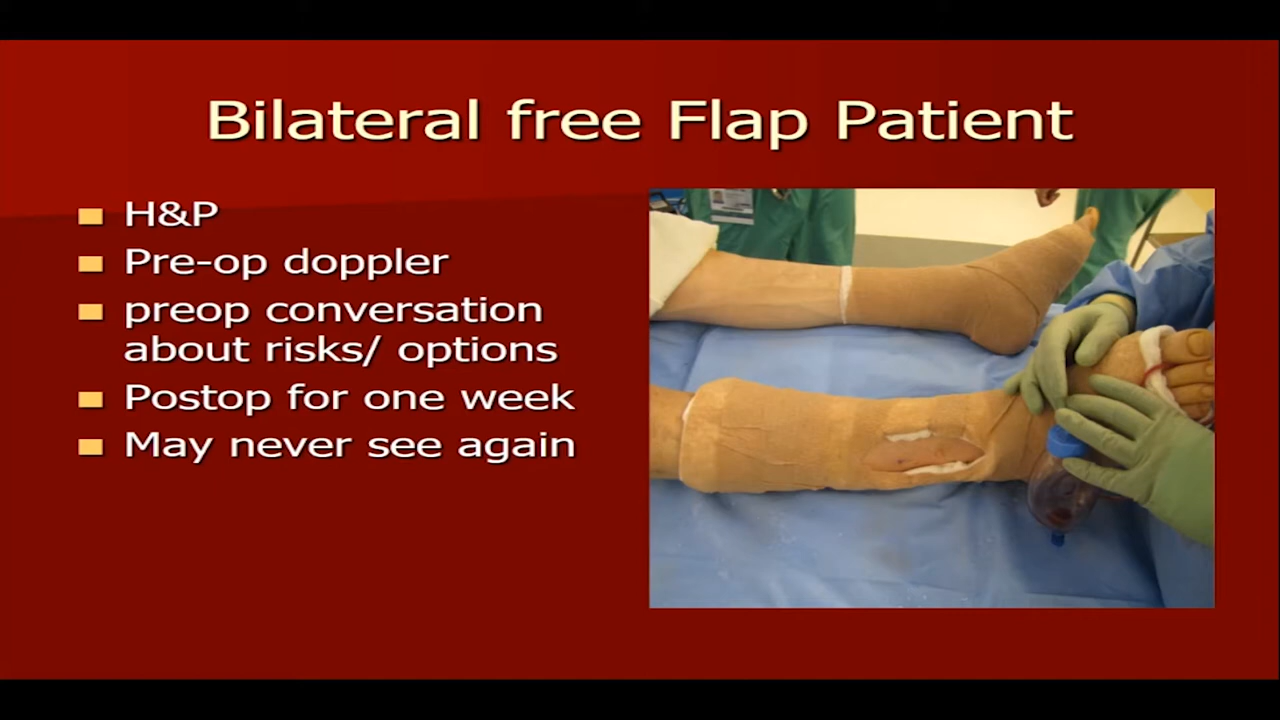 Bilateral free Flap Patient
H&P
Pre-op doppler
preop conversation
about risks/ options
Postop for one week
May never see again